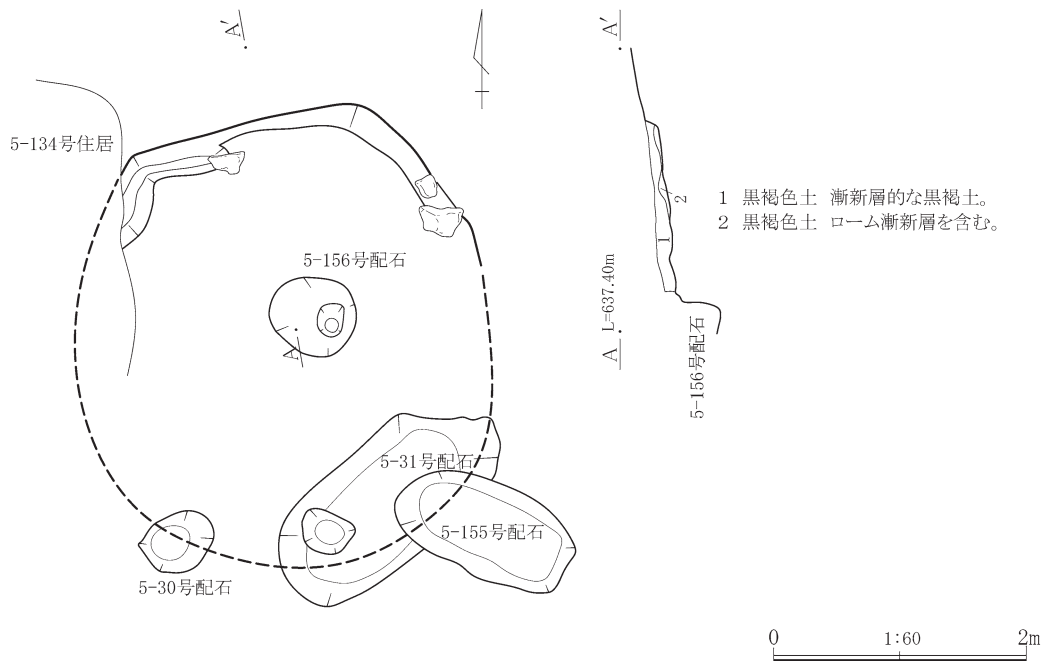 A'
A'
5-134号住居
1 黒褐色土 漸新層的な黒褐土。
2 黒褐色土 ローム漸新層を含む。
2
1
5-156号配石
L=637.40m
A
A
5-156号配石
5-31号配石
5-155号配石
5-30号配石
0 1:60 2m